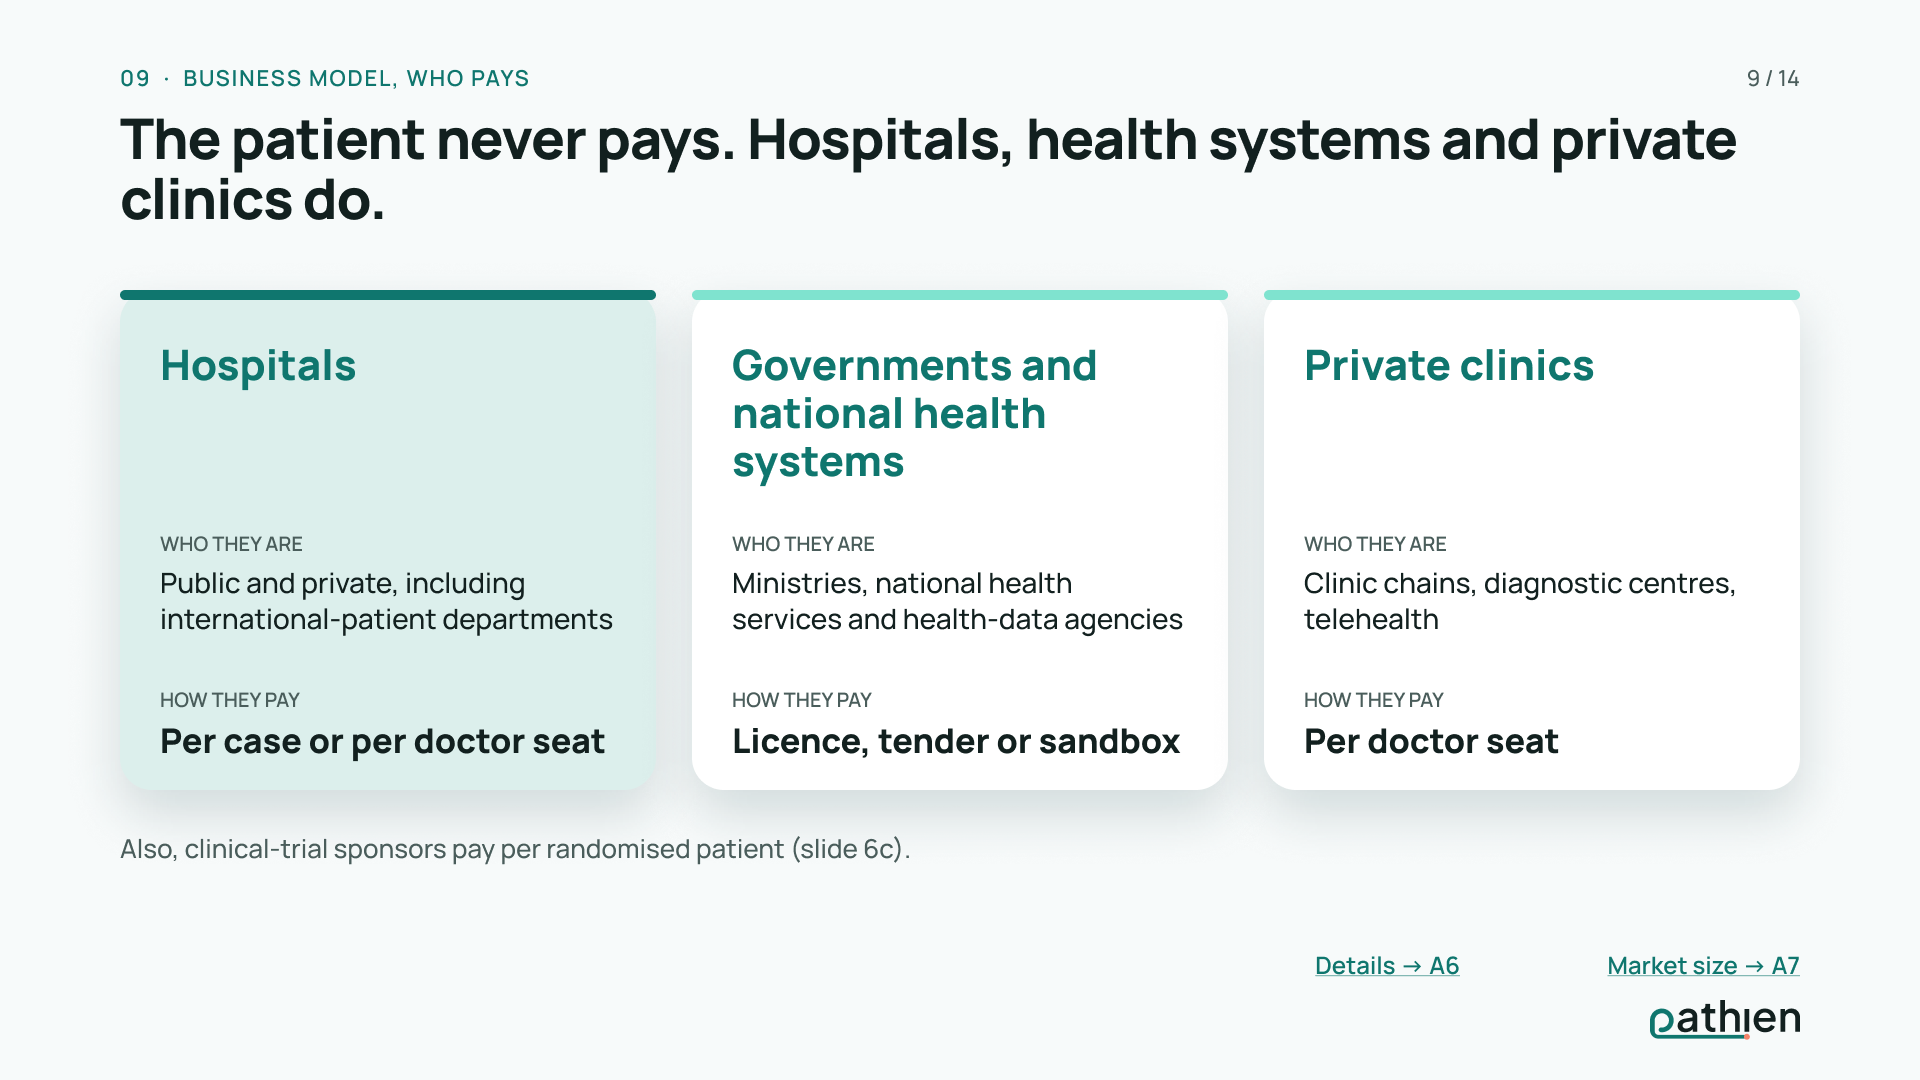 09 · BUSINESS MODEL, WHO PAYS
9 / 14
The patient never pays. Hospitals, health systems and private
clinics do.
Hospitals
WHO THEY ARE
Public and private, including
international-patient departments
HOW THEY PAY
Per case or per doctor seat
Governments and
national health
systems
WHO THEY ARE
Ministries, national health
services and health-data agencies
HOW THEY PAY
Licence, tender or sandbox
Private clinics
WHO THEY ARE
Clinic chains, diagnostic centres,
telehealth
HOW THEY PAY
Per doctor seat
Also, clinical-trial sponsors pay per randomised patient (slide 6c).
Details → A6
Market size → A7
pathien